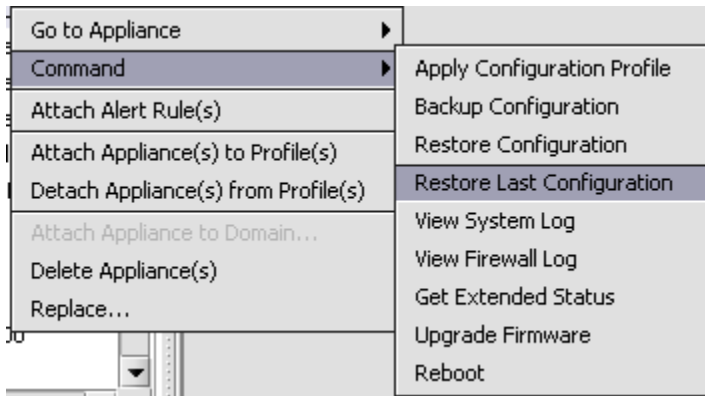 Go to Appliance
Command
Attach Alert Rule(s)
Attach Appliance(s) to Profile(s)
Detach Appliance(s) from Profile(s)
Attach Appliance to Domain...
Delete Appliance(s)
Replace...
Apply Configuration Profile
Backup Configuration
Restore Configuration
Restore Last Configuration
View System Log
View Firewall Log
Get Extended Status
Upgrade Firmware
Reboot